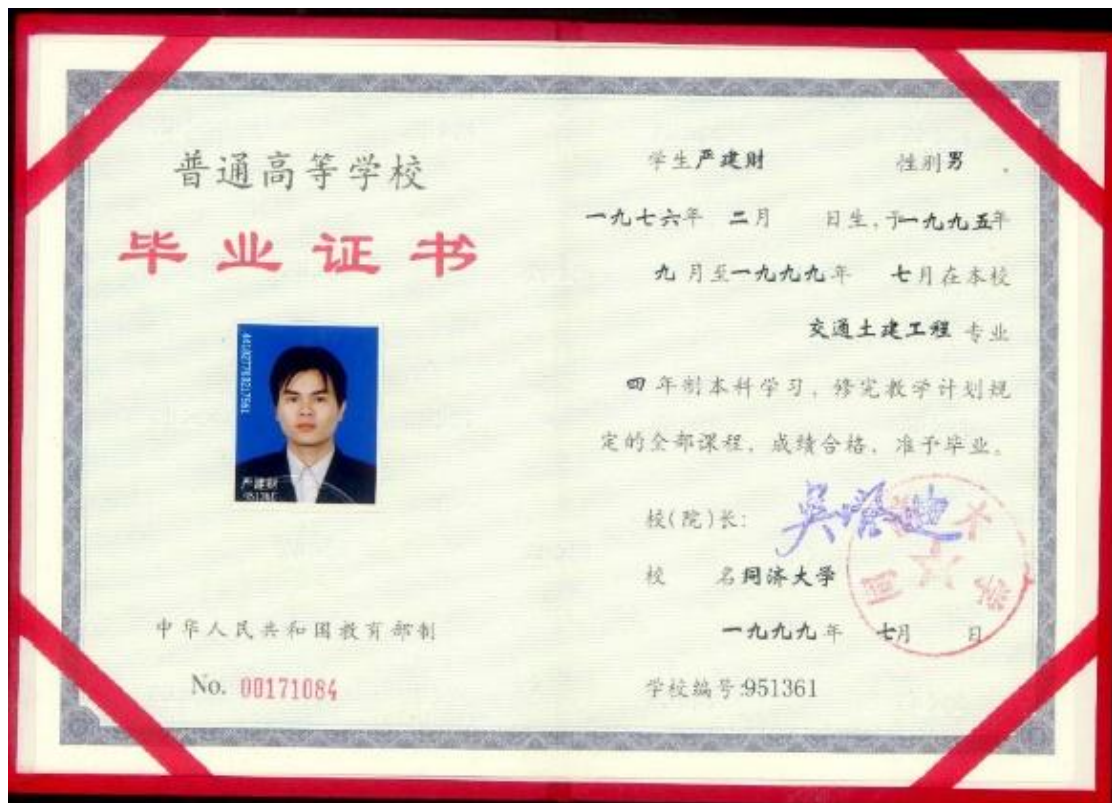 普通高等学校
毕业证书
严建财
中华人民共和国教育部制
No. 00171084
学生严建财 性别男 .
一九七六年 二月 日生,于一九九五年
九月至一九九九年 七月在本校
交通土建工程 专业
四年制本科学习，修完教学计划规
定的全部课程，成绩合格，准予毕业。
校(院)长: 吴启迪
校 名同济大学
一九九九年 七月 日
学校编号:951361